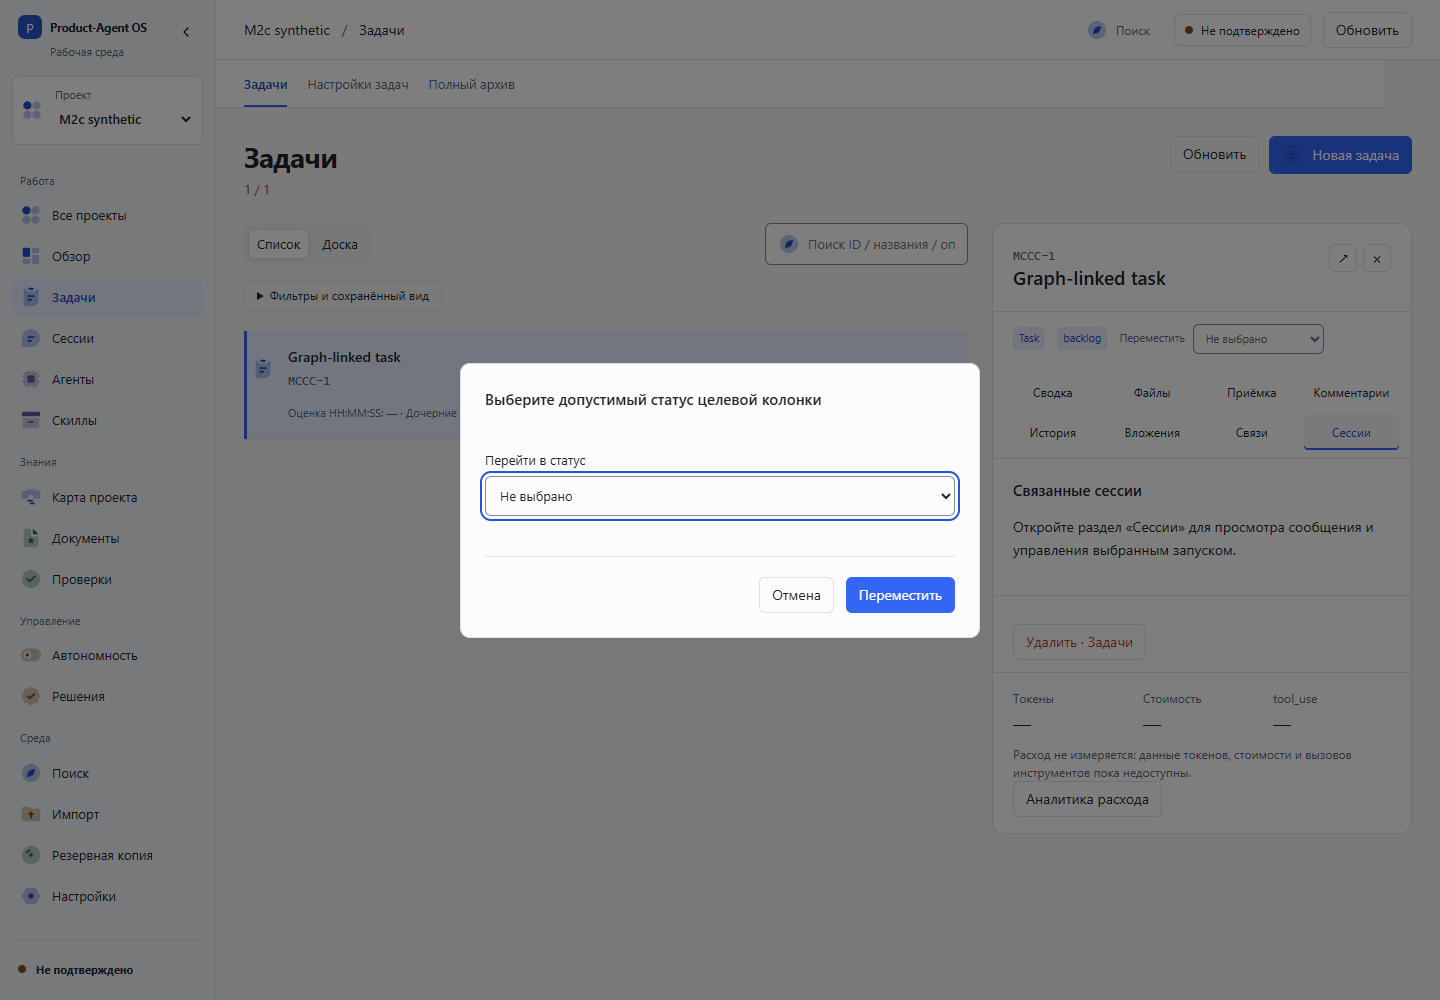 P
Product-Agent OS
Рабочая среда
Проект
M2c synthetic
Работа
Все проекты
Обзор
Задачи
Сессии
Агенты
Скиллы
Знания
Карта проекта
Документы
Проверки
Управление
Автономность
Решения
Среда
Поиск
Импорт
Резервная копия
Настройки
Не подтверждено
M2c synthetic / Задачи
Поиск
Не подтверждено
Обновить
Задачи Настройки задач Полный архив
Задачи
1 / 1
Обновить
Новая задача
Список Доска
Поиск ID / названия / оп
Фильтры и сохранённый вид
Graph-linked task
MCCC-1
Оценка HH:MM:SS: — · Дочерние
Выберите допустимый статус целевой колонки
Перейти в статус
Не выбрано
Отмена
Переместить
MCCC-1
Graph-linked task
Task backlog Переместить Не выбрано
Сводка Файлы Приёмка Комментарии
История Вложения Связи Сессии
Связанные сессии
Откройте раздел «Сессии» для просмотра сообщения и
управления выбранным запуском.
Удалить · Задачи
Токены Стоимость tool_use
— — —
Расход не измеряется: данные токенов, стоимости и вызовов
инструментов пока недоступны.
Аналитика расхода